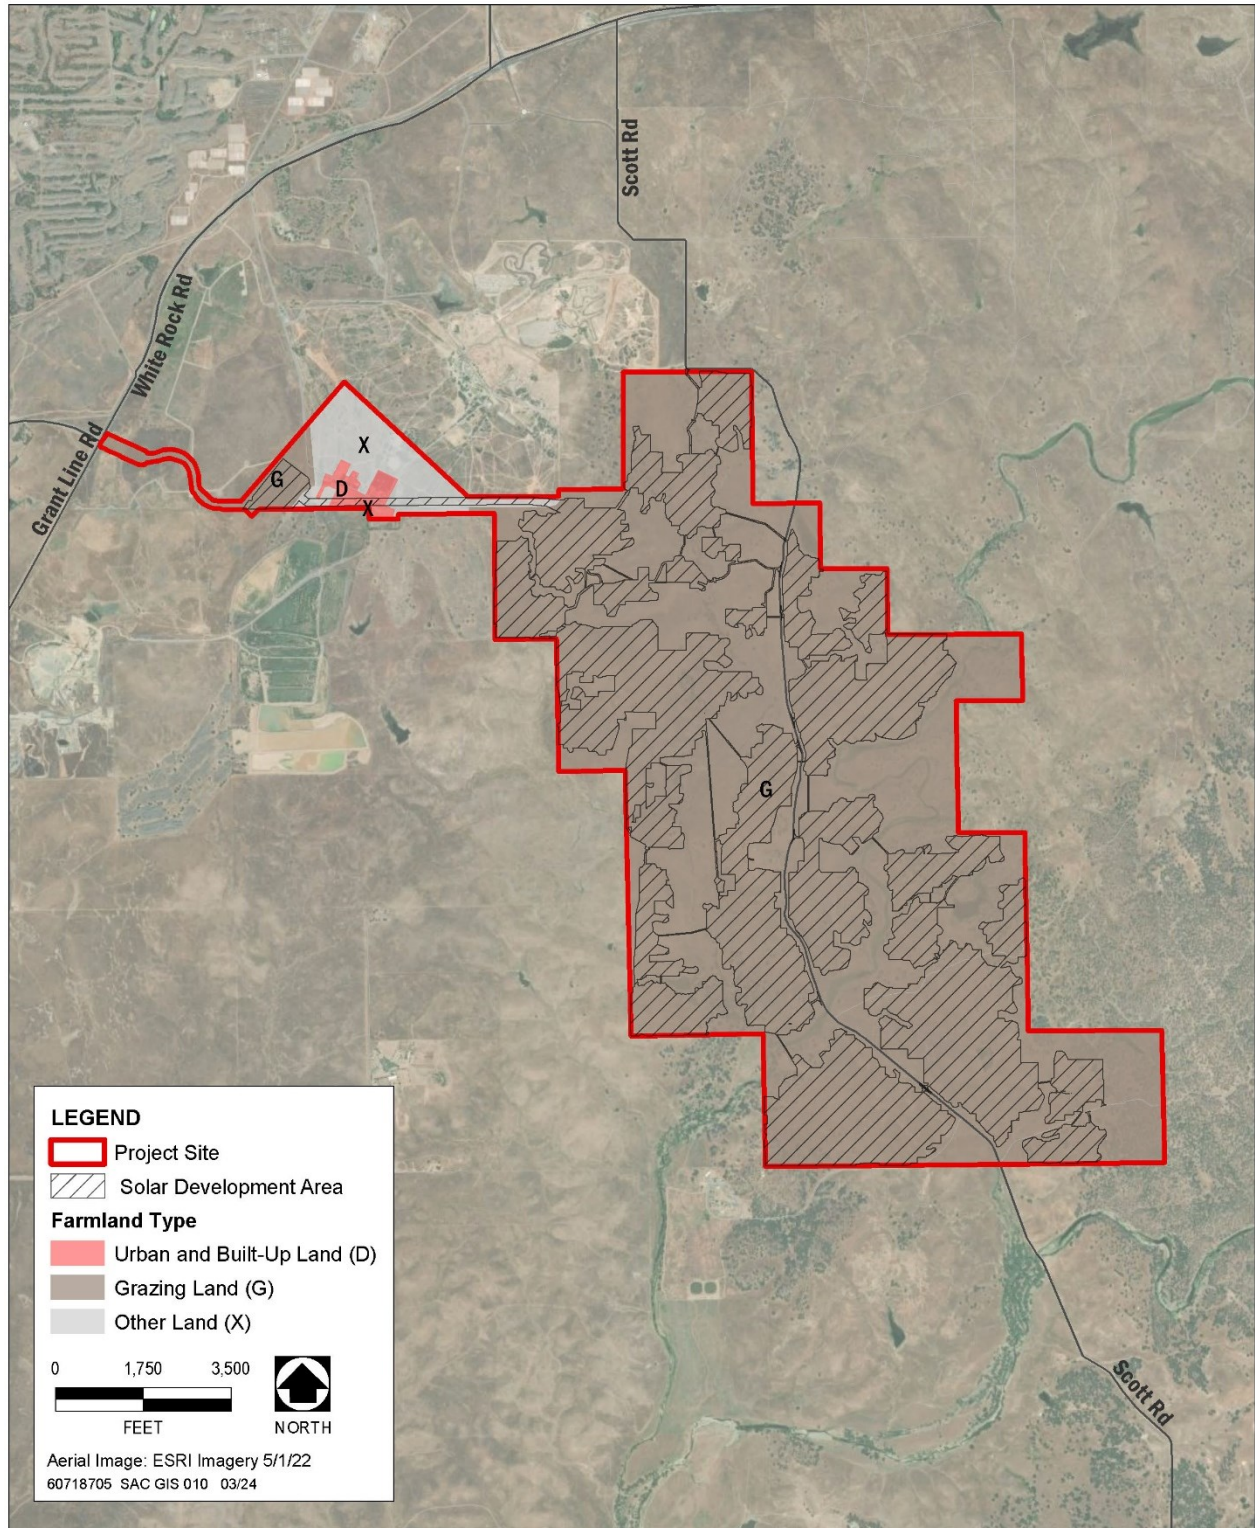 Scott Rd
White Rock Rd
Grant Line Rd
X
G
D
X
G
Scott Rd
LEGEND
Project Site
Solar Development Area
Farmland Type
Urban and Built-Up Land (D)
Grazing Land (G)
Other Land (X)
0 1,750 3,500
FEET
NORTH
Aerial Image: ESRI Imagery 5/1/22
60718705 SAC GIS 010 03/24